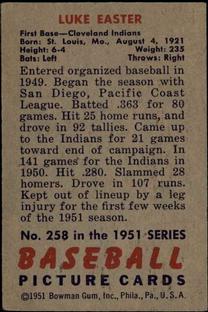 LUKE EASTER
First Base—Cleveland Indians
Born: St. Louis, Mo., August 4, 1921
Height: 6-4 Weight: 235
Bats: Left Throws: Right
Entered organized baseball in
1949. Began the season with
San Diego, Pacific Coast
League. Batted .363 for 80
games. Hit 25 home runs, and
drove in 92 tallies. Came up
to the Indians for 21 games
toward end of campaign. In
141 games for the Indians in
1950. Hit .280. Slammed 28
homers. Drove in 107 runs.
Kept out of lineup by a leg
injury for the first few weeks
of the 1951 season.
No. 258 in the 1951 SERIES
BASEBALL
PICTURE CARDS
©1951 Bowman Gum, Inc., Phila., Pa., U. S. A.